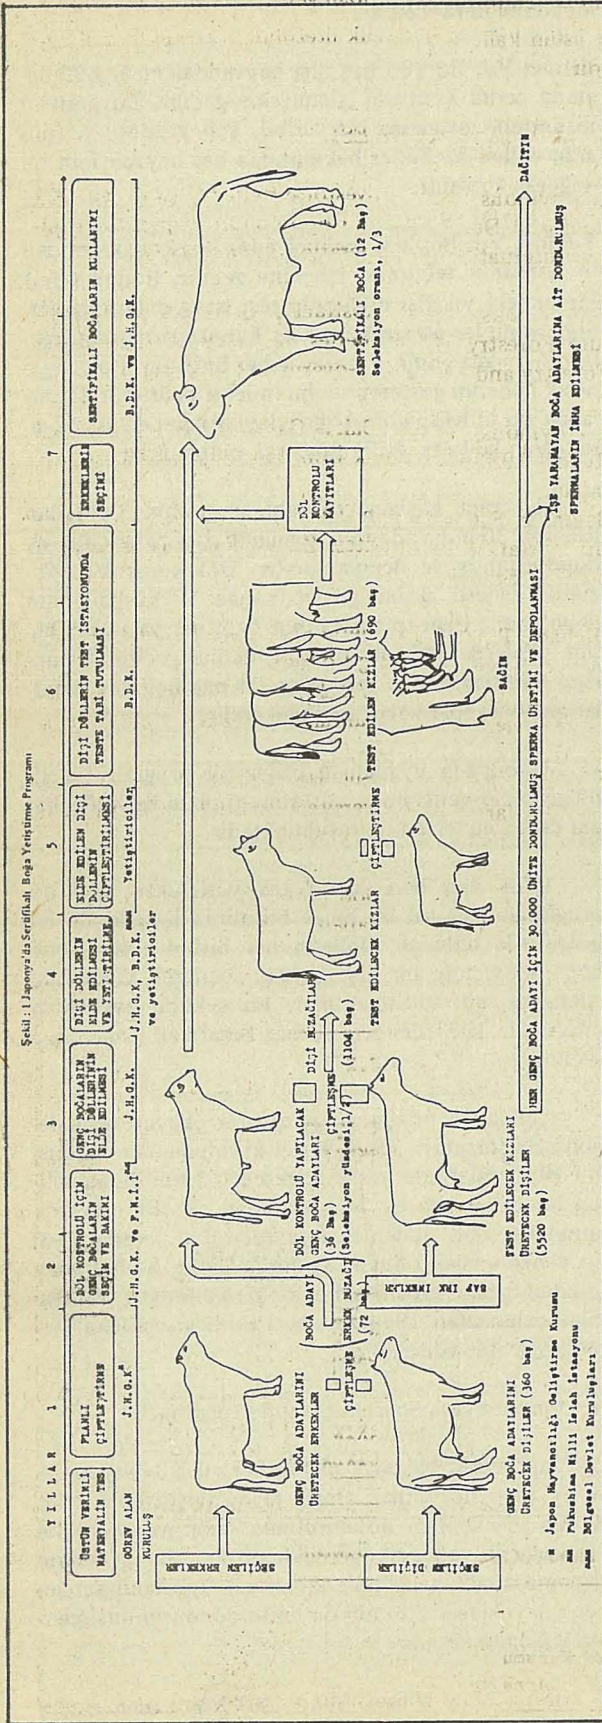 Şekil : 1 Japonya'da Sertifikalı Boğa Yetiştirme Programı
YILLAR 1 2 3 4 5 6 7
ÜSTÜN VERİMLİ
MATERYALİN TES
PLANLI
ÇİFTLEŞTİRME
DÖL KONTROLÜ İÇİN
GENÇ BOĞALARIN
SEÇİM VE BAKIMI
GENÇ BOĞALARIN
DİŞİ DÖLLERİNİN
ELDE EDİLMESİ
DİŞİ DÖLLERİN
ELDE EDİLMESİ
VE YETİŞTİRİLME
ELDE EDİLEN DİŞİ
DÖLLERİN
ÇİFTLEŞTİRİLMESİ
DİŞİ DÖLLERİN TEST İSTASYONUNDA
TESTE TABİ TUTULMASI
ERKEKLERİN
SEÇİMİ
SERTİFİKALI BOĞALARIN KULLANIMI
GÖREV ALAN
KURULUŞ
J.H.G.K*
J.H.G.K. ve F.M.I.İ**
J.H.G.K.
J.H.G.K, B.D.K.***
ve yetiştiriciler
Yetiştiriciler
B.D.K.
B.D.K. ve J.H.G.K.
SEÇİLEN ERKEKLER
GENÇ BOĞA ADAYLARINI
ÜRETECEK ERKEKLER
ÇİFTLEŞME
BOĞA ADAYI
ERKEK BUZAĞI
(72 baş)
DÖL KONTROLÜ YAPILACAK
GENÇ BOĞA ADAYLARI
(36 Baş)
(Seleksiyon yüzdesi,1/2)
ÇİFTLEŞME
DİŞİ BUZAĞILAR
(1104 baş)
TEST EDİLECEK KIZLAR
ÇİFTLEŞTİRME
TEST EDİLEN KIZLAR (690 baş)
SAĞIM
DÖL
KONTROLU
KAYITLARI
SERTİFİKALI BOĞA (12 Baş)
Seleksiyon oranı, 1/3
SEÇİLEN DİŞİLER
GENÇ BOĞA ADAYLARINI
ÜRETECEK DİŞİLER (360 baş)
SAF IRK İNEKLER
TEST EDİLECEK KIZLARI
ÜRETECEK DİŞİLER
(5520 baş)
HER GENÇ BOĞA ADAYI İÇİN 30.000 ÜNİTE DONDURULMUŞ SPERMA ÜRETİMİ VE DEPOLANMASI
DAĞITIM
İŞE YARAMAYAN BOĞA ADAYLARINA AİT DONDURULMUŞ
SPERMALARIN İMHA EDİLMESİ
* Japon Hayvancılığı Geliştirme Kurumu
** Fukushima Milli Islah İstasyonu
*** Bölgesel Devlet Kuruluşları